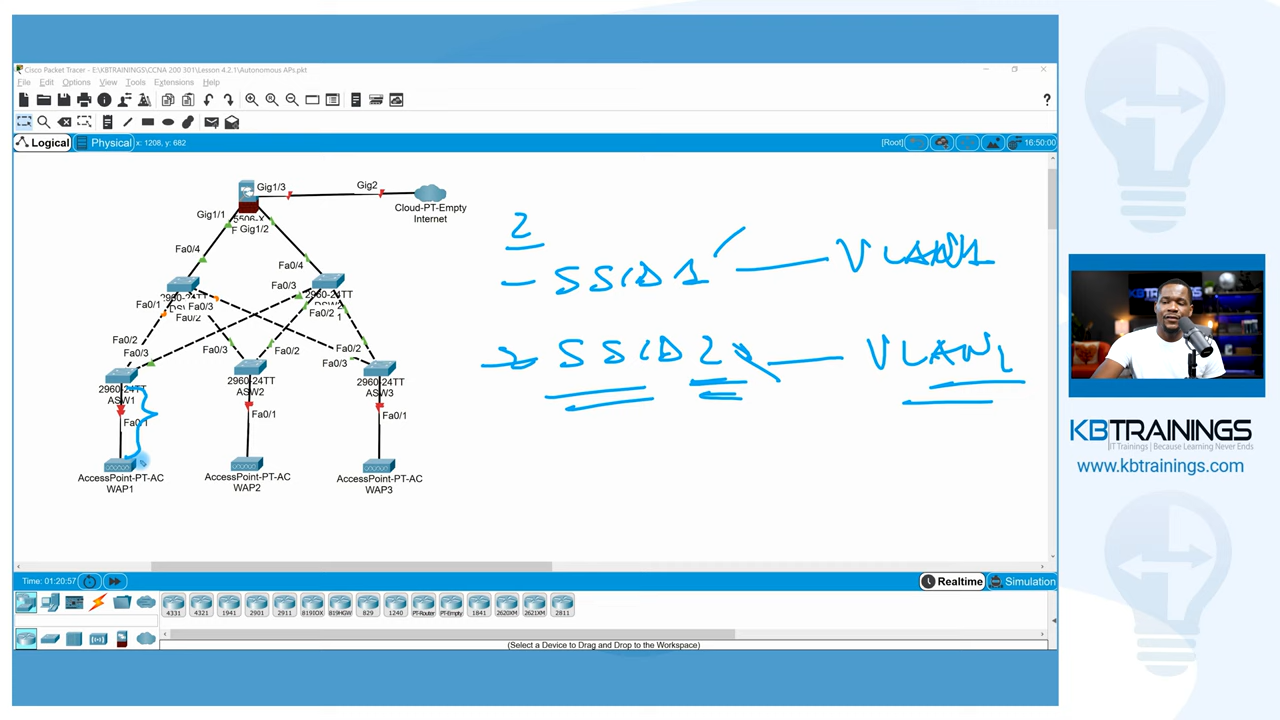 Cisco Packet Tracer - E:\KBTRAININGS\CCNA 200 301\Lesson 4.2.1\Autonomous APs.pkt
File Edit Options View Tools Extensions Help
?
Logical Physical x: 1208, y: 682 [Root] 16:50:00
Gig1/3 Gig2
Cloud-PT-Empty
Internet
Gig1/1
5506-X
Gig1/2
Fa0/4
Fa0/4
Fa0/3
2960-24TT
2960-24TT
Fa0/1 Fa0/3
Fa0/2
Fa0/2
Fa0/2
Fa0/3 Fa0/3 Fa0/2 Fa0/2
Fa0/3
2960-24TT
ASW1
2960-24TT
ASW2
2960-24TT
ASW3
Fa0/1 Fa0/1 Fa0/1
AccessPoint-PT-AC
WAP1
AccessPoint-PT-AC
WAP2
AccessPoint-PT-AC
WAP3
2
SSID 1 VLAN1
SSID 2 VLAN2
KBTRAININGS
KBTRAININGS
IT Trainings | Because Learning Never Ends
www.kbtrainings.com
Time: 01:20:57 Realtime Simulation
4331 4321 1941 2901 2911 819IOX 819HGW 829 1240 PT-Router PT-Empty 1841 2620XM 2621XM 2811
(Select a Device to Drag and Drop to the Workspace)